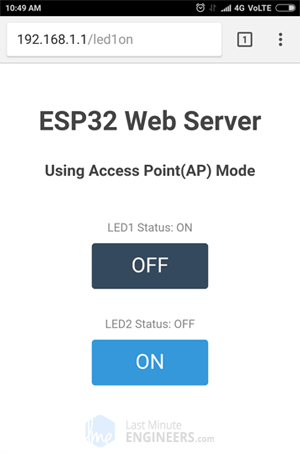 10:49 AM 4G VoLTE
192.168.1.1/led1on 1
ESP32 Web Server
Using Access Point(AP) Mode
LED1 Status: ON
OFF
LED2 Status: OFF
ON
Last Minute
ENGINEERS.com